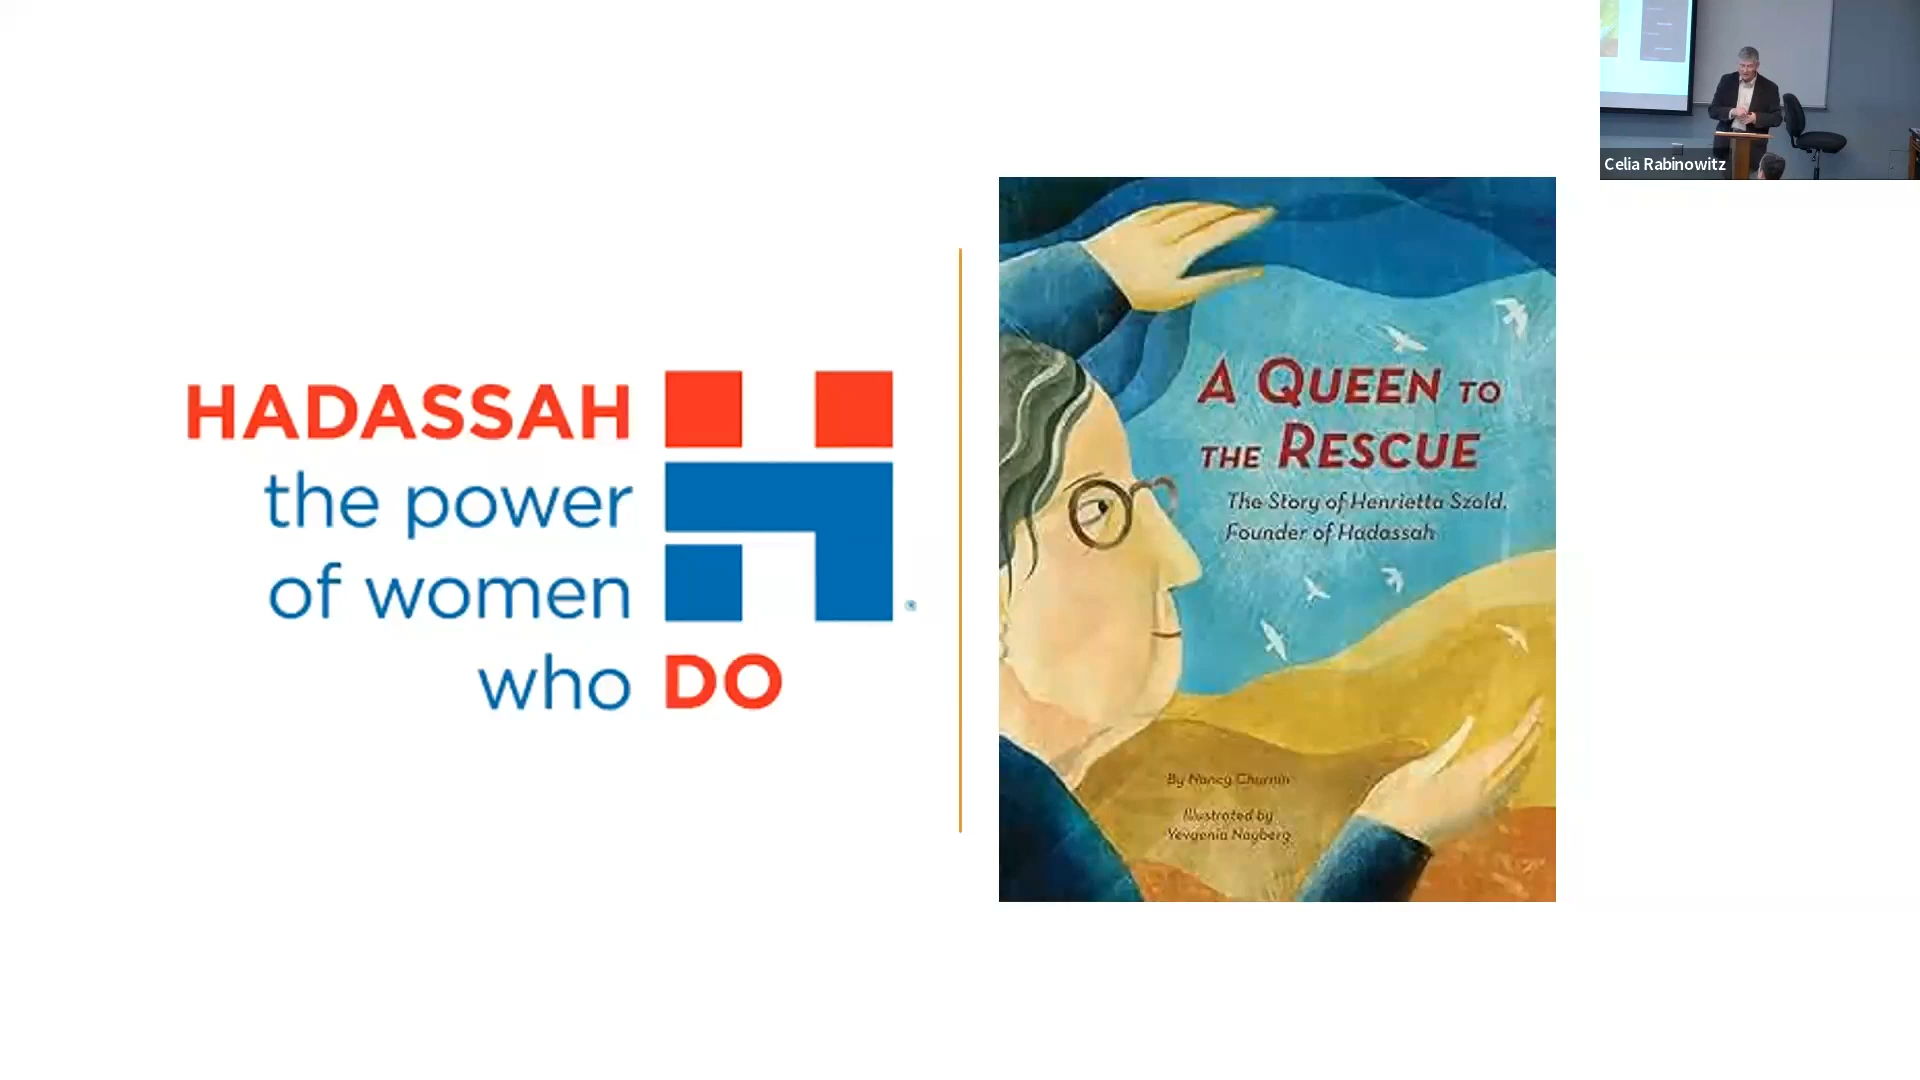 HADASSAH
the power
of women
who DO
®
A QUEEN TO
THE RESCUE
The Story of Henrietta Szold,
Founder of Hadassah
By Nancy Churnin
Illustrated by
Yevgenia Nayberg
Celia Rabinowitz